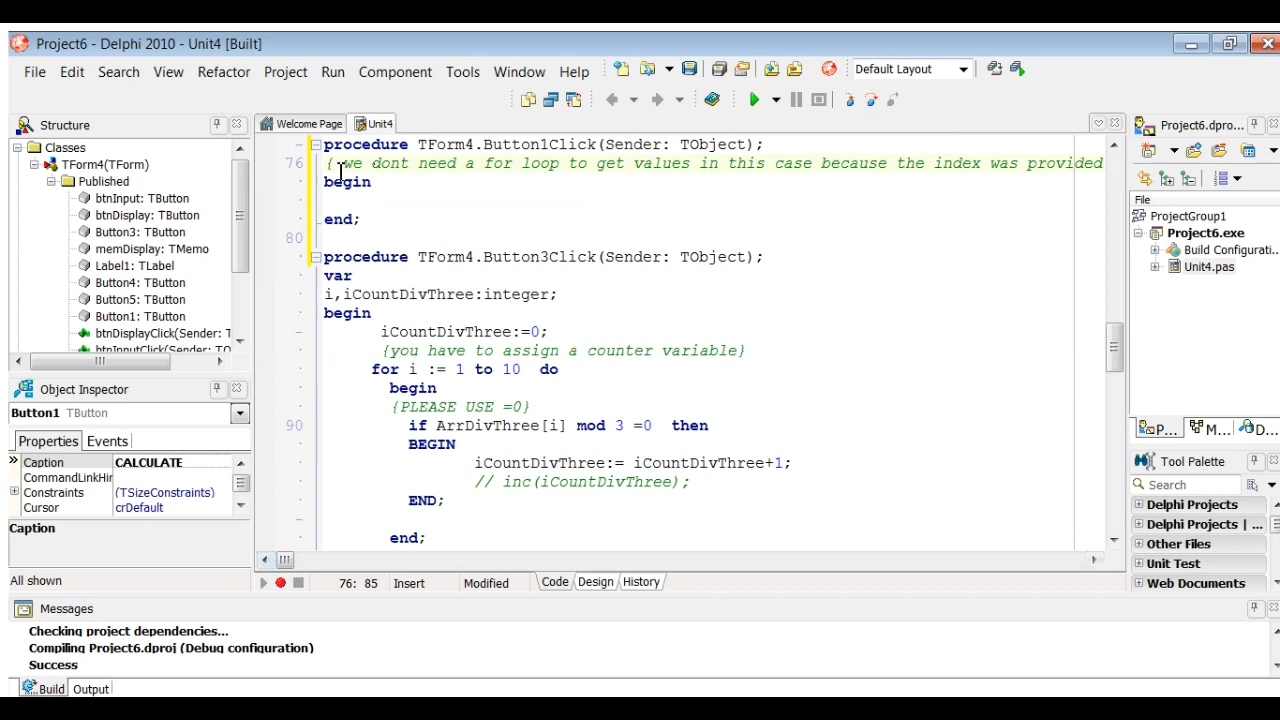 Project6 - Delphi 2010 - Unit4 [Built]
File Edit Search View Refactor Project Run Component Tools Window Help
Default Layout
Structure
Classes
TForm4(TForm)
Published
btnInput: TButton
btnDisplay: TButton
Button3: TButton
memDisplay: TMemo
Label1: TLabel
Button4: TButton
Button5: TButton
Button1: TButton
btnDisplayClick(Sender: T
btnInputClick(Sender: TO
Object Inspector
Button1 TButton
Properties Events
Caption CALCULATE
CommandLinkHin
Constraints (TSizeConstraints)
Cursor crDefault
Caption
All shown
Welcome Page Unit4
procedure TForm4.Button1Click(Sender: TObject);
76 { we dont need a for loop to get values in this case because the index was provided
begin
end;
80
procedure TForm4.Button3Click(Sender: TObject);
var
i,iCountDivThree:integer;
begin
iCountDivThree:=0;
{you have to assign a counter variable}
for i := 1 to 10 do
begin
{PLEASE USE =0}
90 if ArrDivThree[i] mod 3 =0 then
BEGIN
iCountDivThree:= iCountDivThree+1;
// inc(iCountDivThree);
END;
end;
76: 85 Insert Modified Code Design History
Project6.dpro...
File
ProjectGroup1
Project6.exe
Build Configurati...
Unit4.pas
P... M... D...
Tool Palette
Search
Delphi Projects
Delphi Projects | ...
Other Files
Unit Test
Web Documents
Messages
Checking project dependencies...
Compiling Project6.dproj (Debug configuration)
Success
Build Output